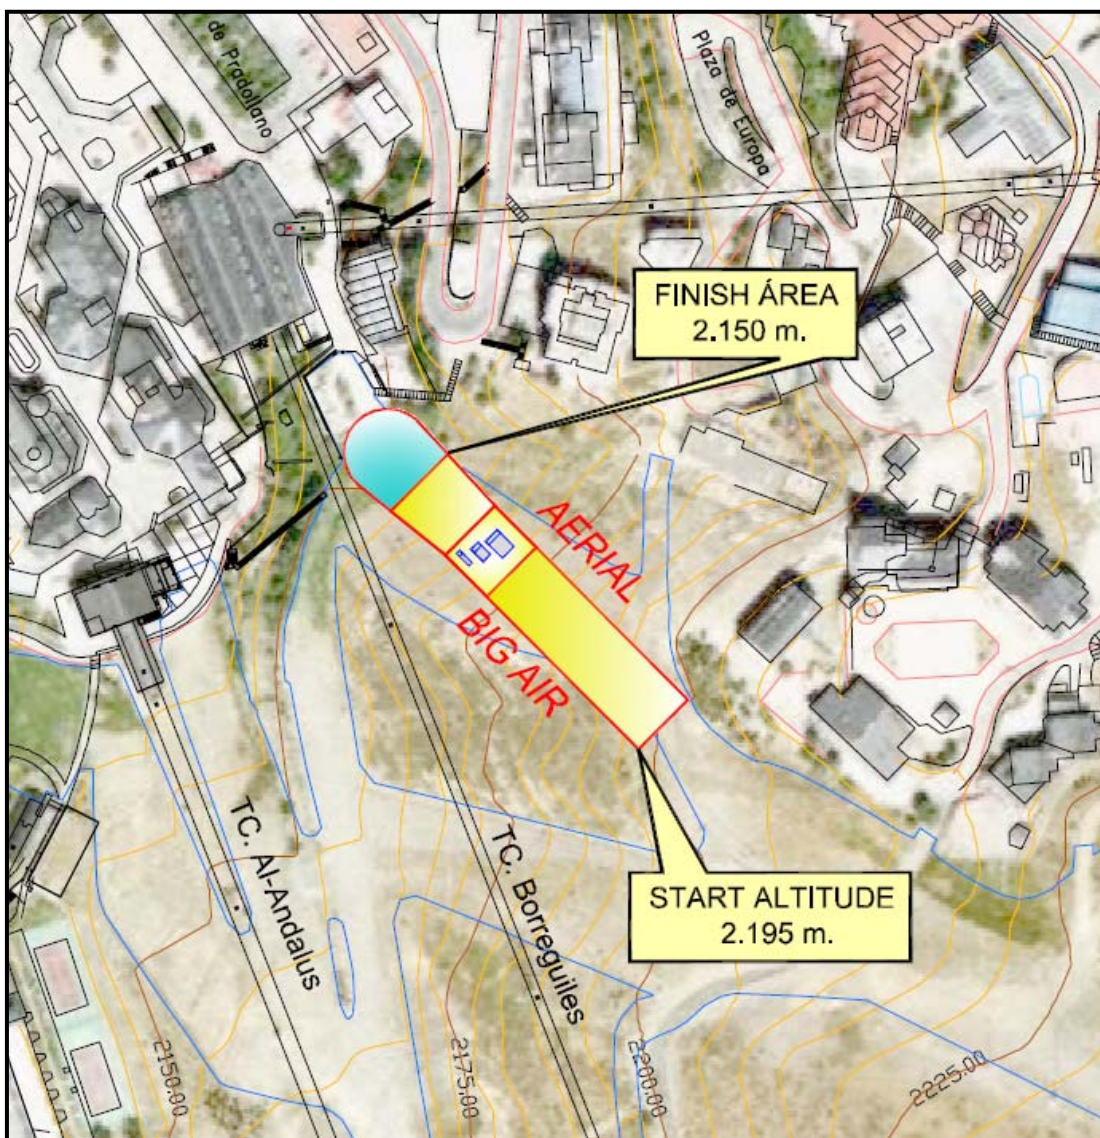 de Pradollano
Plaza de Europa
FINISH ÁREA
2.150 m.
AERIAL
BIG AIR
START ALTITUDE
2.195 m.
TC. Al-Andalus
TC. Borreguiles
2150.00
2175.00
2200.00
2225.00